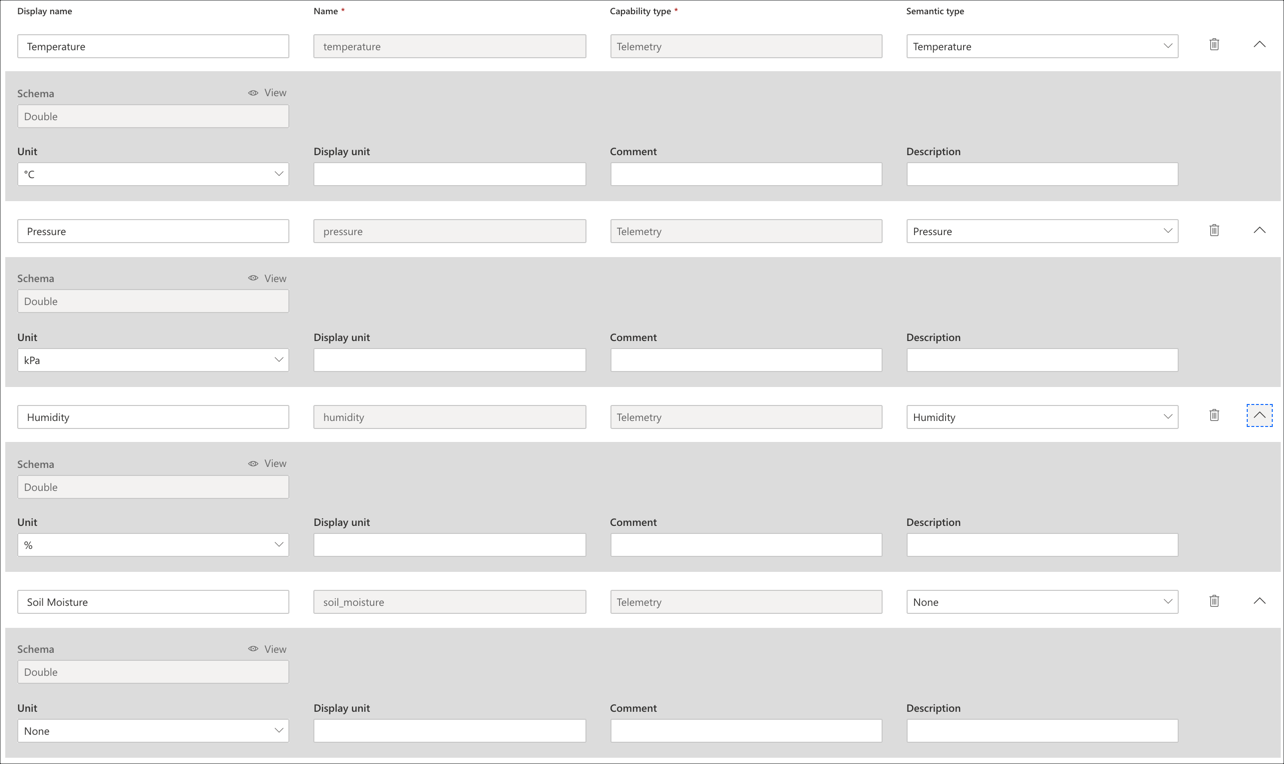 Display name Name * Capability type * Semantic type
Temperature temperature Telemetry Temperature
Schema View
Double
Unit Display unit Comment Description
°C
Pressure pressure Telemetry Pressure
Schema View
Double
Unit Display unit Comment Description
kPa
Humidity humidity Telemetry Humidity
Schema View
Double
Unit Display unit Comment Description
%
Soil Moisture soil_moisture Telemetry None
Schema View
Double
Unit Display unit Comment Description
None